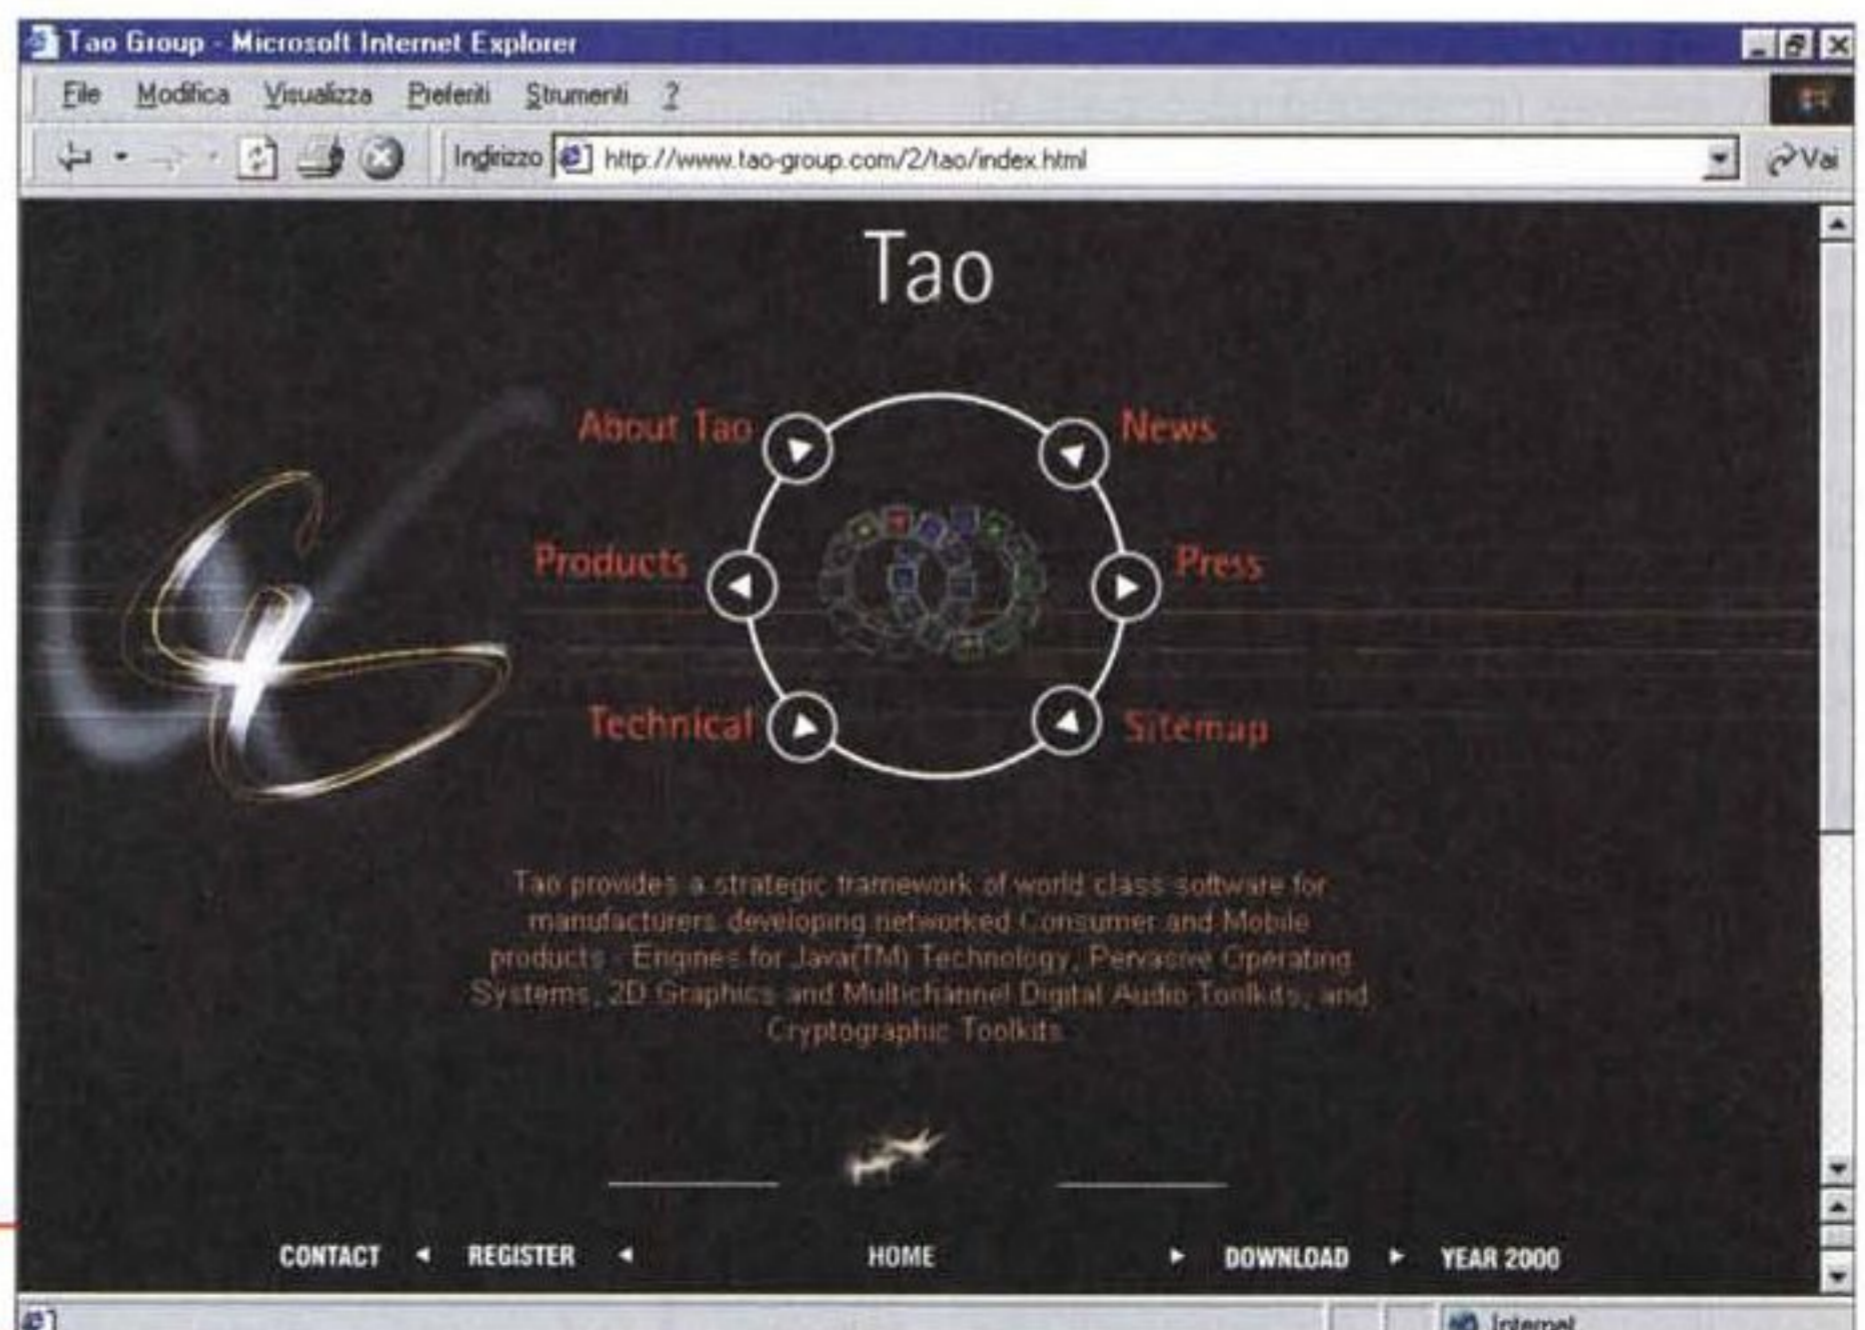 Tao Group - Microsoft Internet Explorer
File Modifica Visualizza Preferiti Strumenti ?
Indirizzo http://www.tao-group.com/2/tao/index.html Vai
Tao
About Tao News
Products Press
Technical Sitemap
Tao provides a strategic framework of world class software for
manufacturers developing networked Consumer and Mobile
products - Engines for Java(TM) Technology, Pervasive Operating
Systems, 2D Graphics and Multichannel Digital Audio Toolkits, and
Cryptographic Toolkits.
CONTACT ◄ REGISTER ◄ HOME ► DOWNLOAD ► YEAR 2000
Internet